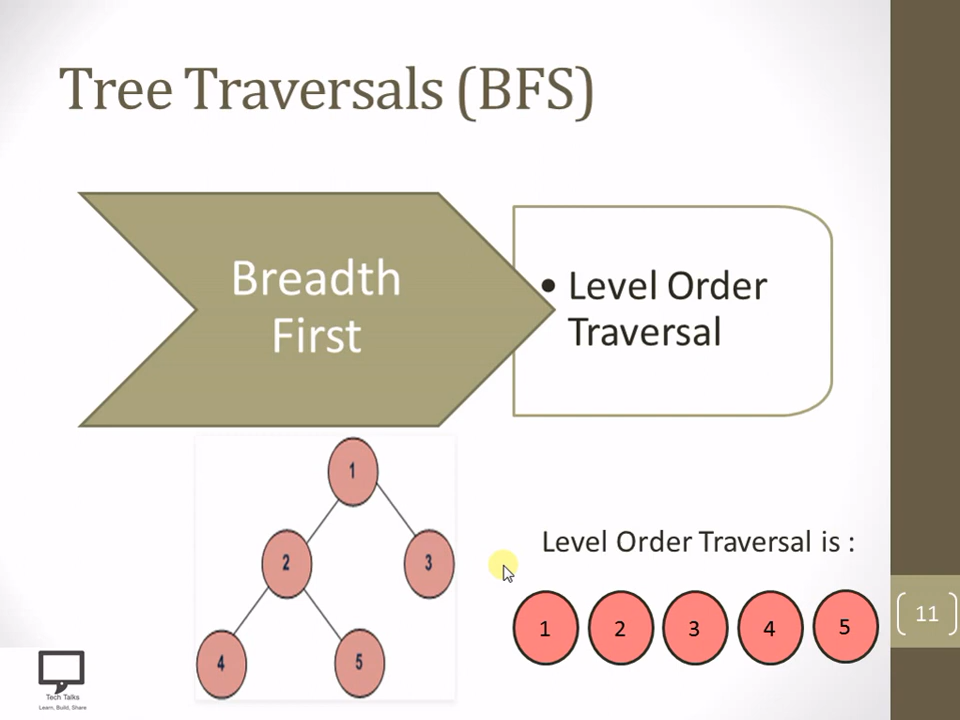 Tree Traversals (BFS)
Breadth
First
• Level Order
Traversal
1
2
3
4
5
Level Order Traversal is :
1 2 3 4 5
11
Tech Talks
Learn, Build, Share